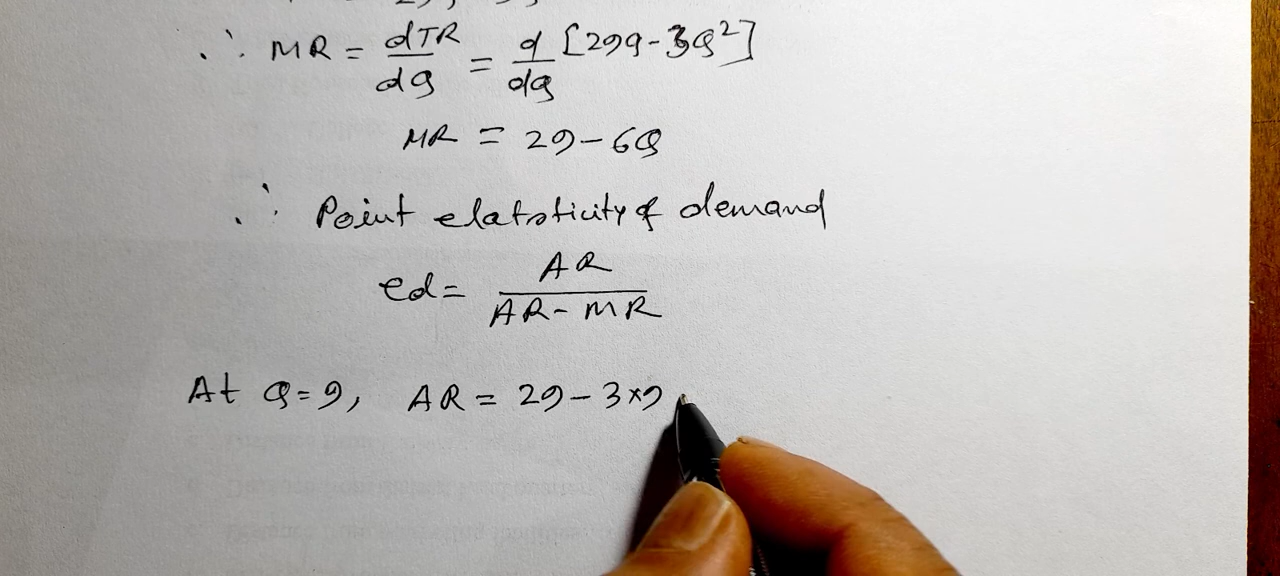 ∴ MR = dTR/dQ = d/dQ [29Q - 3Q²]
MR = 29 - 6Q
∴ Point elatsticity of demand
ed = AR/AR - MR
At Q = 9, AR = 29 - 3×9